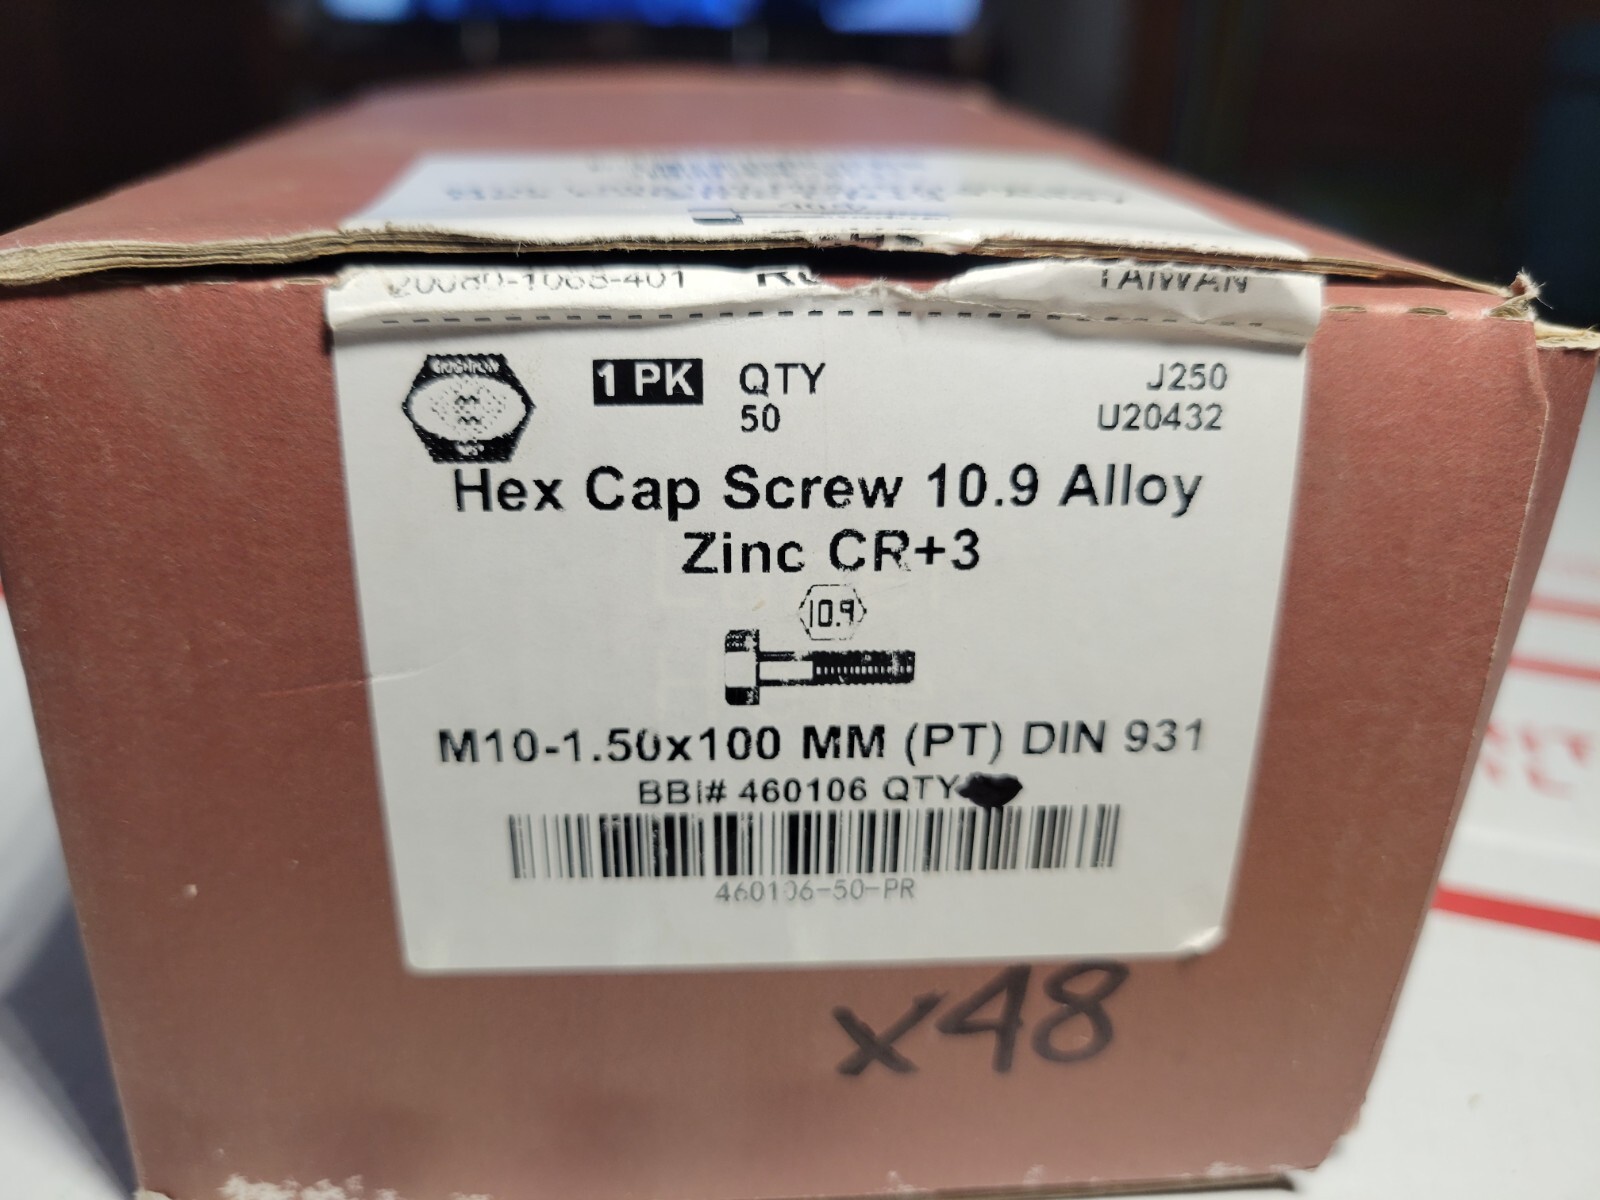 20080-1068-401
TAIWAN
1 PK QTY
50
J250
U20432
Hex Cap Screw 10.9 Alloy
Zinc CR+3
10.9
M10-1.50x100 MM (PT) DIN 931
BBI# 460106 QTY
460106-50-PR
x48